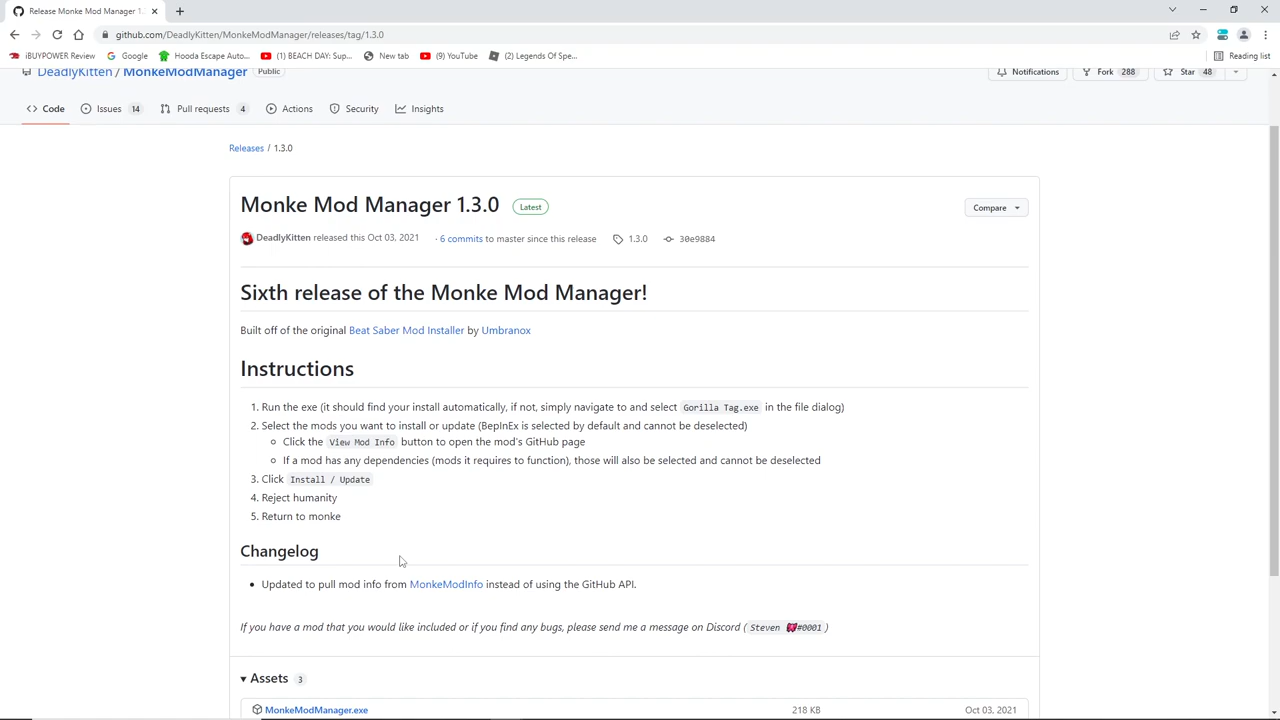 Release Monke Mod Manager 1.3
github.com/DeadlyKitten/MonkeModManager/releases/tag/1.3.0
iBUYPOWER Review Google Hooda Escape Auto... (1) BEACH DAY: Sup... New tab (9) YouTube (2) Legends Of Spe... Reading list
DeadlyKitten / MonkeModManager Public Notifications Fork 288 Star 48
Code Issues 14 Pull requests 4 Actions Security Insights
Releases / 1.3.0
Monke Mod Manager 1.3.0 Latest Compare
DeadlyKitten released this Oct 03, 2021 · 6 commits to master since this release 1.3.0 30e9884
Sixth release of the Monke Mod Manager!
Built off of the original Beat Saber Mod Installer by Umbranox
Instructions
1. Run the exe (it should find your install automatically, if not, simply navigate to and select Gorilla Tag.exe in the file dialog)
2. Select the mods you want to install or update (BepInEx is selected by default and cannot be deselected)
Click the View Mod Info button to open the mod's GitHub page
If a mod has any dependencies (mods it requires to function), those will also be selected and cannot be deselected
3. Click Install / Update
4. Reject humanity
5. Return to monke
Changelog
Updated to pull mod info from MonkeModInfo instead of using the GitHub API.
If you have a mod that you would like included or if you find any bugs, please send me a message on Discord ( Steven 🎀#0001 )
Assets 3
MonkeModManager.exe 218 KB Oct 03, 2021